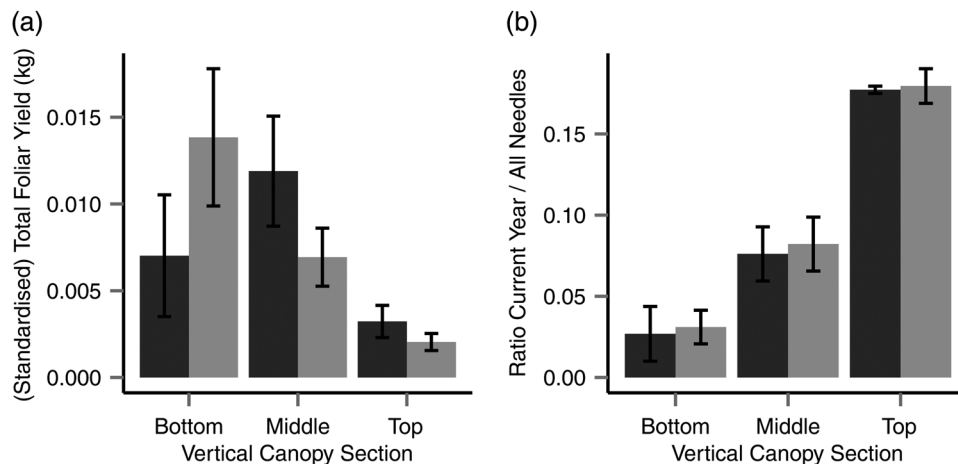 (a)
(Standardised) Total Foliar Yield (kg)
0.015
0.010
0.005
0.000
Bottom Middle Top
Vertical Canopy Section
(b)
Ratio Current Year / All Needles
0.15
0.10
0.05
0.00
Bottom Middle Top
Vertical Canopy Section